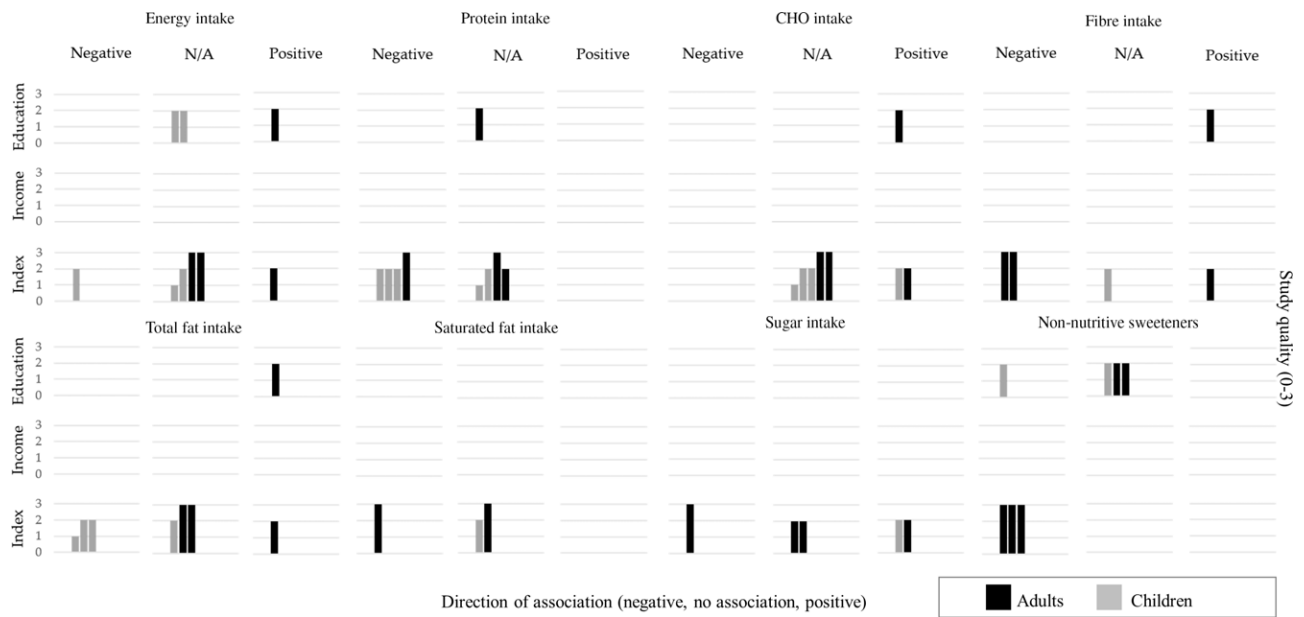 Energy intake Protein intake CHO intake Fibre intake
Negative N/A Positive Negative N/A Positive Negative N/A Positive Negative N/A Positive
Education 3 2 1 0
Income 3 2 1 0
Index 3 2 1 0
Total fat intake Saturated fat intake Sugar intake Non-nutritive sweeteners
Education 3 2 1 0
Income 3 2 1 0
Index 3 2 1 0
Study quality (0-3)
Direction of association (negative, no association, positive)
Adults Children